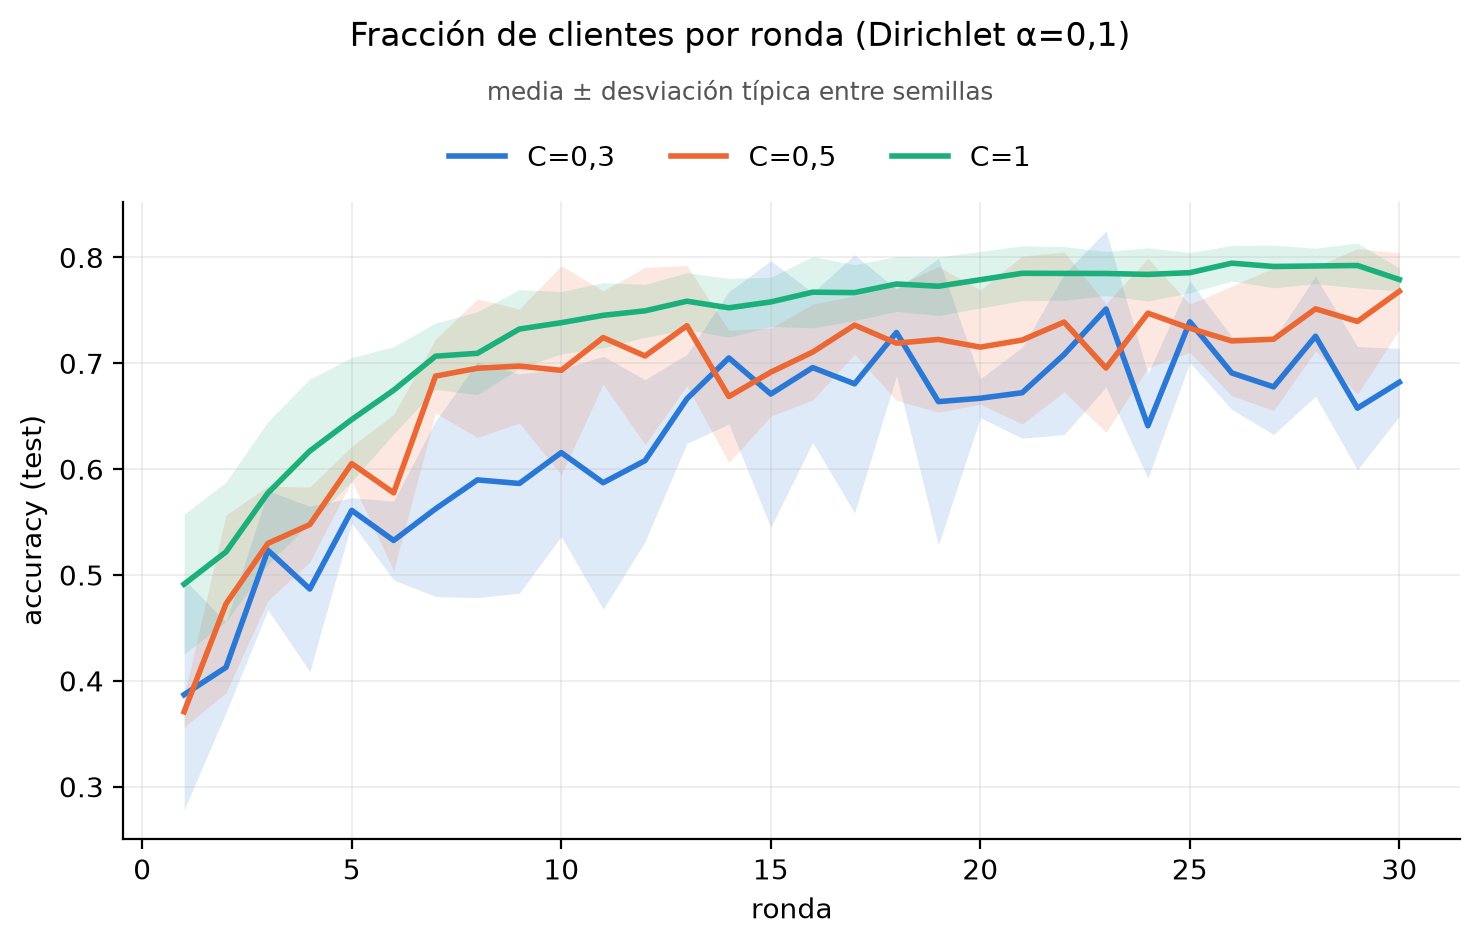 Fracción de clientes por ronda (Dirichlet α=0,1)
media ± desviación típica entre semillas
C=0,3 C=0,5 C=1
accuracy (test)
0.8
0.7
0.6
0.5
0.4
0.3
0 5 10 15 20 25 30
ronda